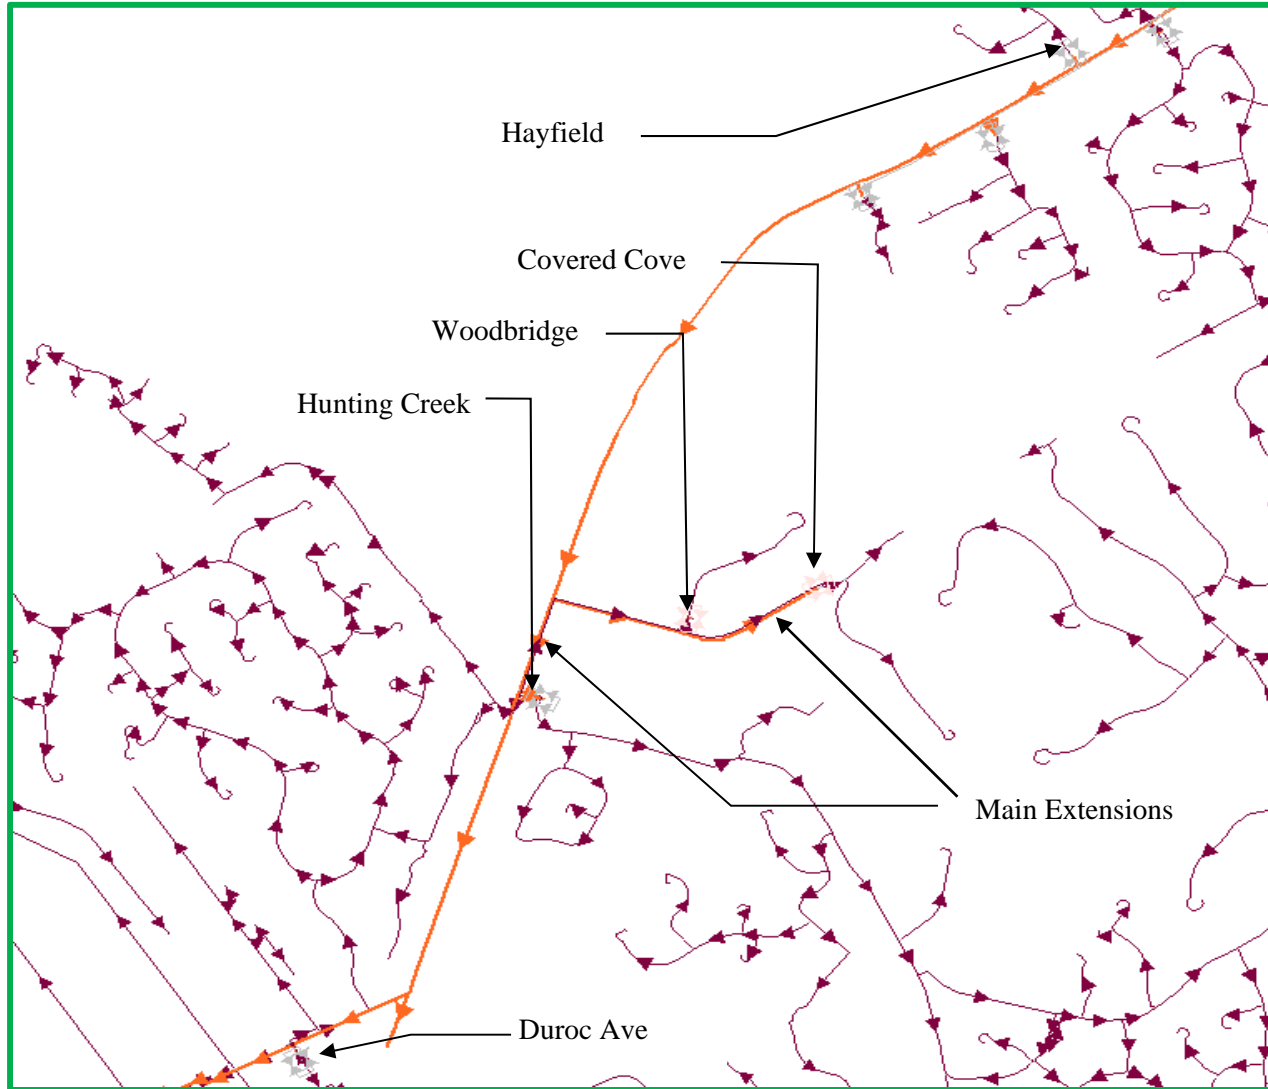 Hayfield
Covered Cove
Woodbridge
Hunting Creek
Main Extensions
Duroc Ave